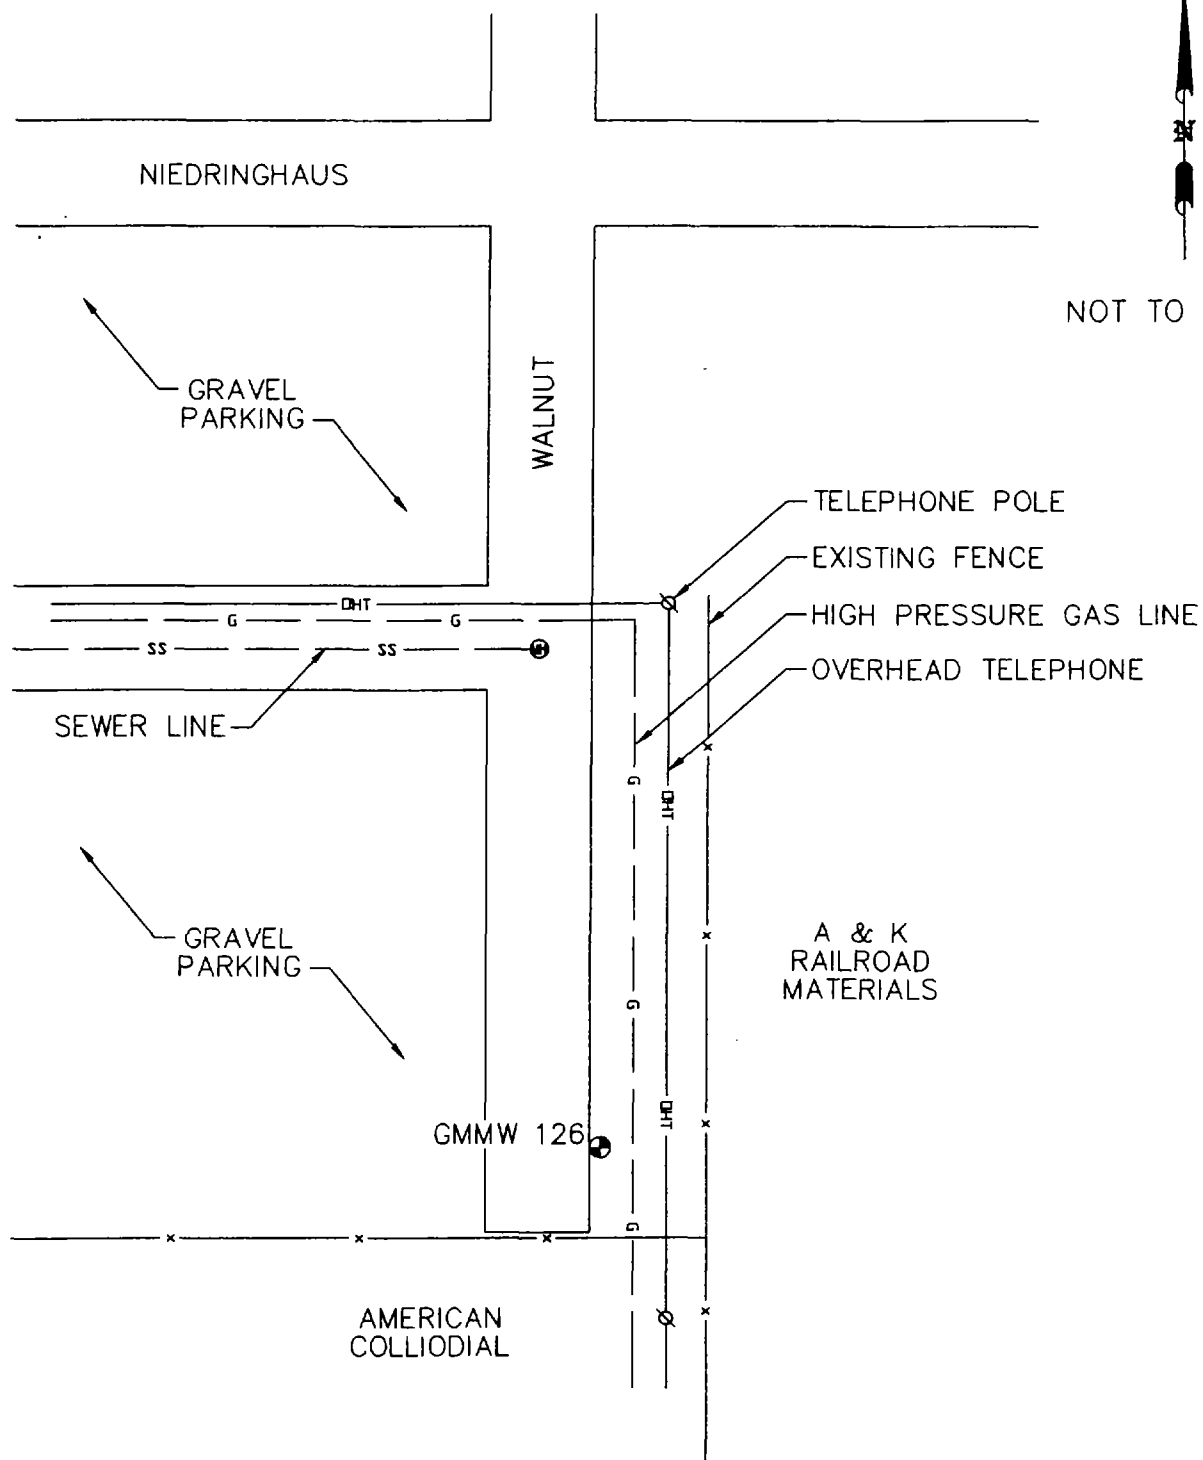 N
NIEDRINGHAUS
NOT TO
WALNUT
GRAVEL
PARKING
TELEPHONE POLE
EXISTING FENCE
HIGH PRESSURE GAS LINE
OVERHEAD TELEPHONE
OHT
G
G
SS
SS
MH
SEWER LINE
G
OHT
GRAVEL
PARKING
A & K
RAILROAD
MATERIALS
G
OHT
GMMW 126
G
AMERICAN
COLLIODIAL